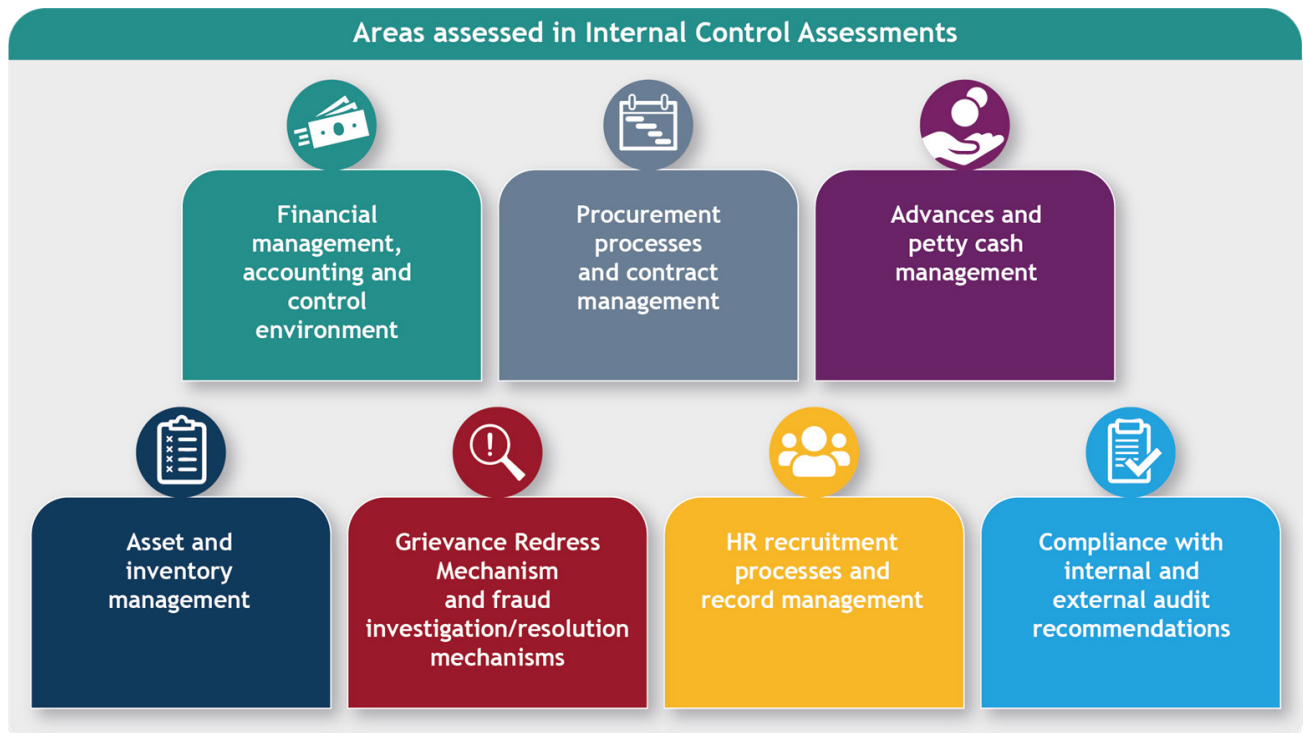 Areas assessed in Internal Control Assessments
Financial
management,
accounting and
control
environment
Procurement
processes
and contract
management
Advances and
petty cash
management
Asset and
inventory
management
Grievance Redress
Mechanism
and fraud
investigation/resolution
mechanisms
HR recruitment
processes and
record management
Compliance with
internal and
external audit
recommendations